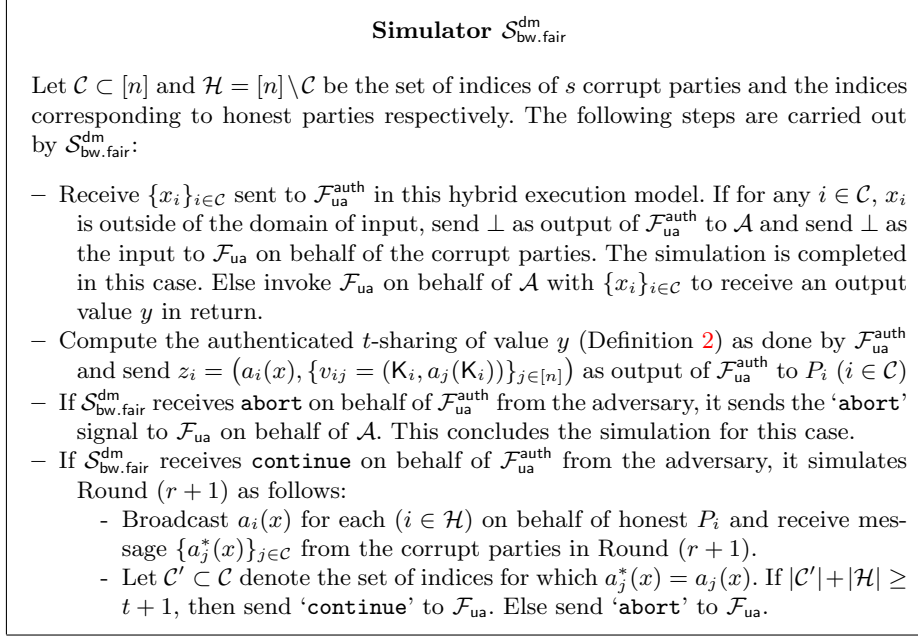 Simulator 𝒮^dm_bw.fair
Let 𝒞 ⊂ [n] and ℋ = [n]\𝒞 be the set of indices of s corrupt parties and the indices
corresponding to honest parties respectively. The following steps are carried out
by 𝒮^dm_bw.fair:
– Receive {x_i}_{i∈𝒞} sent to ℱ^auth_ua in this hybrid execution model. If for any i ∈ 𝒞, x_i
is outside of the domain of input, send ⊥ as output of ℱ^auth_ua to 𝒜 and send ⊥ as
the input to ℱ_ua on behalf of the corrupt parties. The simulation is completed
in this case. Else invoke ℱ_ua on behalf of 𝒜 with {x_i}_{i∈𝒞} to receive an output
value y in return.
– Compute the authenticated t-sharing of value y (Definition 2) as done by ℱ^auth_ua
and send z_i = (a_i(x), {v_ij = (K_i, a_j(K_i))}_{j∈[n]}) as output of ℱ^auth_ua to P_i (i ∈ 𝒞)
– If 𝒮^dm_bw.fair receives abort on behalf of ℱ^auth_ua from the adversary, it sends the ‘abort’
signal to ℱ_ua on behalf of 𝒜. This concludes the simulation for this case.
– If 𝒮^dm_bw.fair receives continue on behalf of ℱ^auth_ua from the adversary, it simulates
Round (r + 1) as follows:
- Broadcast a_i(x) for each (i ∈ ℋ) on behalf of honest P_i and receive mes-
sage {a*_j(x)}_{j∈𝒞} from the corrupt parties in Round (r + 1).
- Let 𝒞′ ⊂ 𝒞 denote the set of indices for which a*_j(x) = a_j(x). If |𝒞′|+|ℋ| ≥
t + 1, then send ‘continue’ to ℱ_ua. Else send ‘abort’ to ℱ_ua.